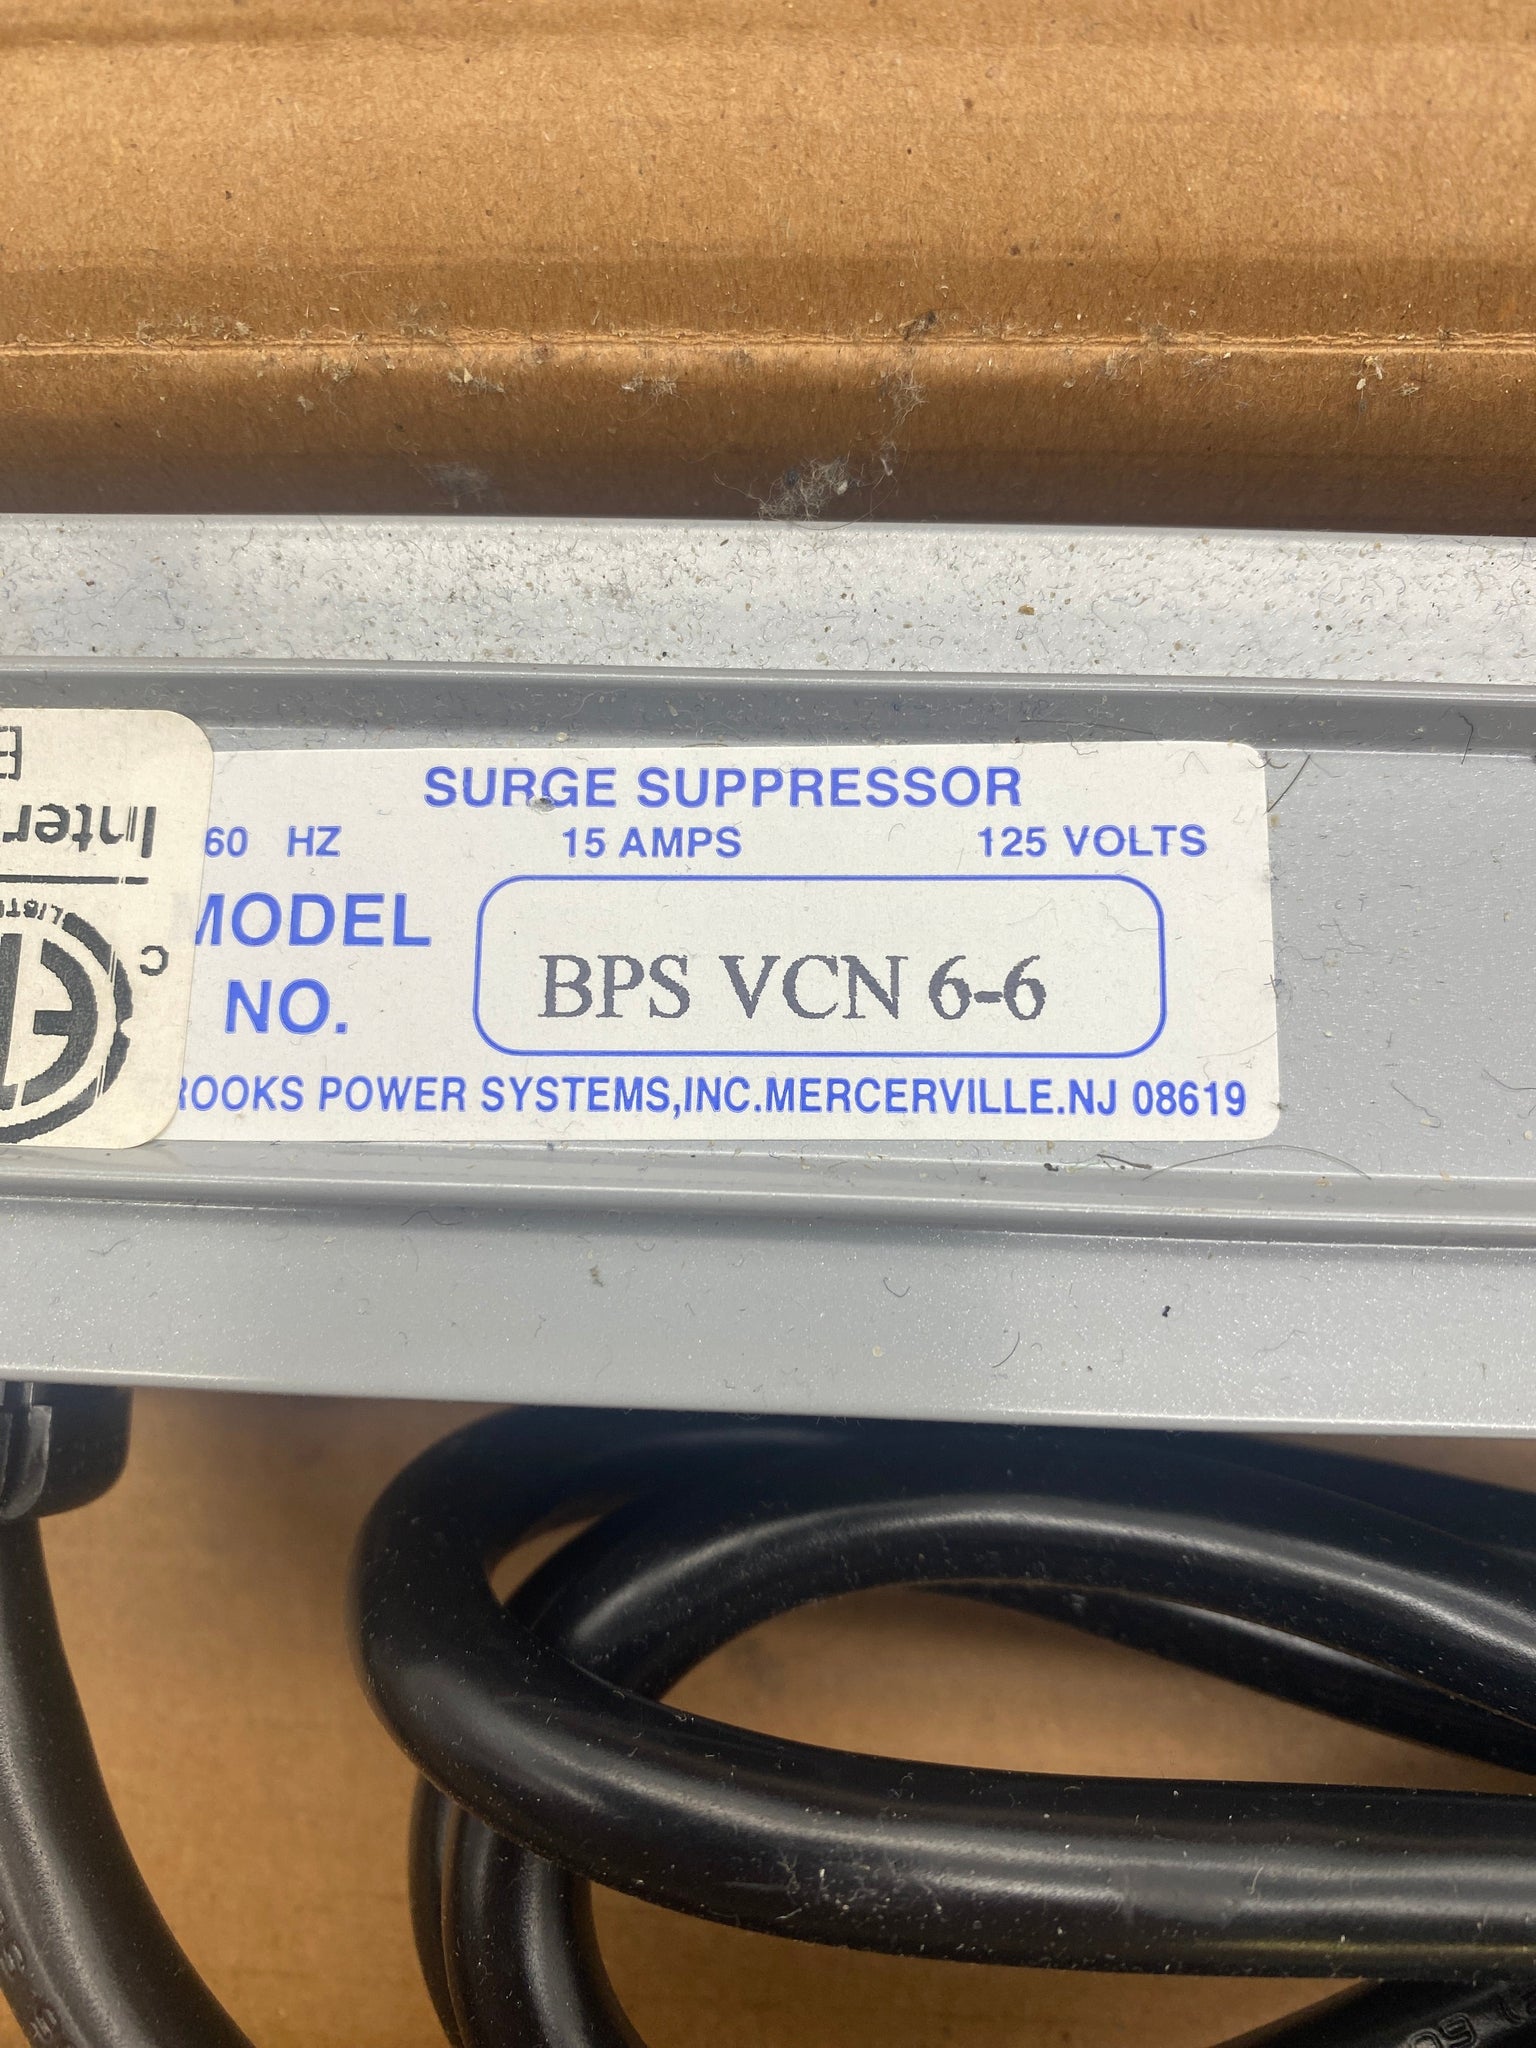 SURGE SUPPRESSOR
60 HZ 15 AMPS 125 VOLTS
MODEL
NO.
BPS VCN 6-6
ROOKS POWER SYSTEMS,INC.MERCERVILLE.NJ 08619
Inter
C